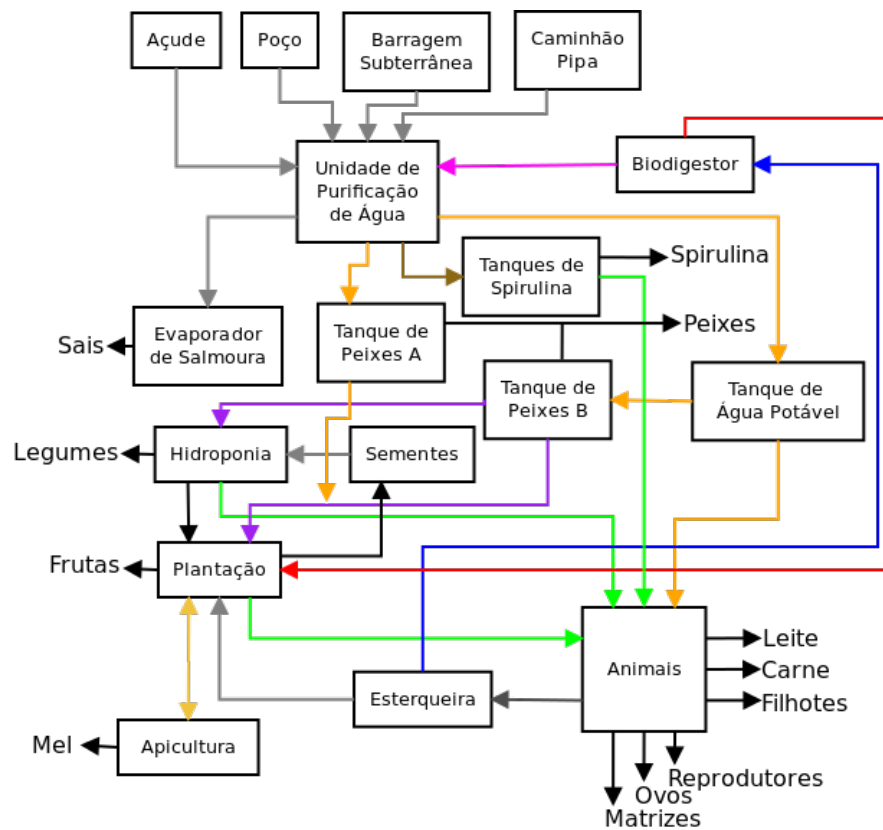 Açude
Poço
Barragem
Subterrânea
Caminhão
Pipa
Unidade de
Purificação
de Água
Biodigestor
Tanques de
Spirulina
Spirulina
Sais
Evaporador
de Salmoura
Tanque de
Peixes A
Peixes
Tanque de
Peixes B
Tanque de
Água Potável
Legumes
Hidroponia
Sementes
Frutas
Plantação
Animais
Leite
Carne
Filhotes
Esterqueira
Mel
Apicultura
Reprodutores
Ovos
Matrizes